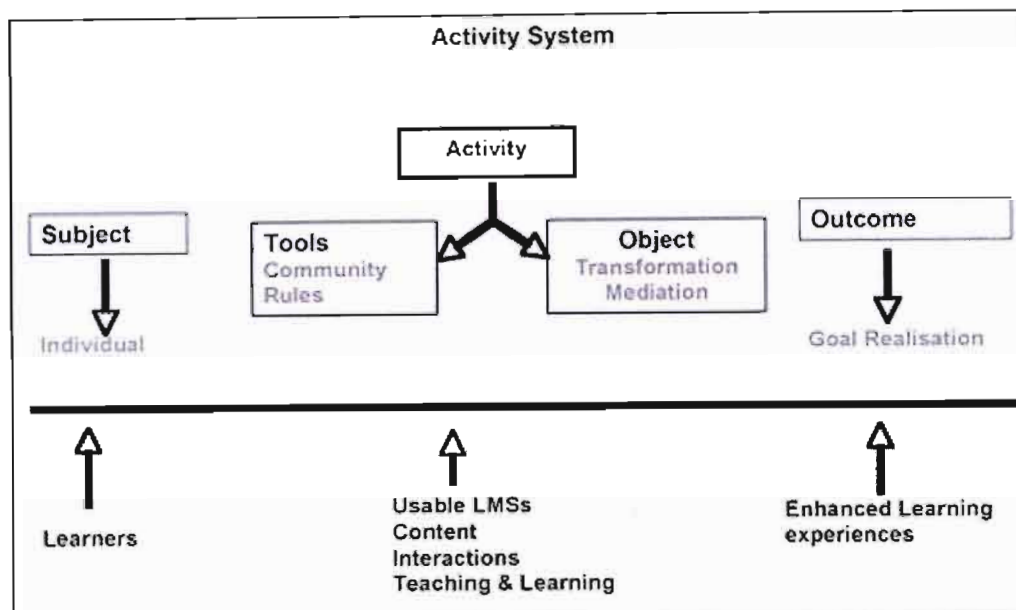 Activity System
Activity
Subject
Individual
Tools
Community
Rules
Object
Transformation
Mediation
Outcome
Goal Realisation
Learners
Usable LMSs
Content
Interactions
Teaching & Learning
Enhanced Learning
experiences